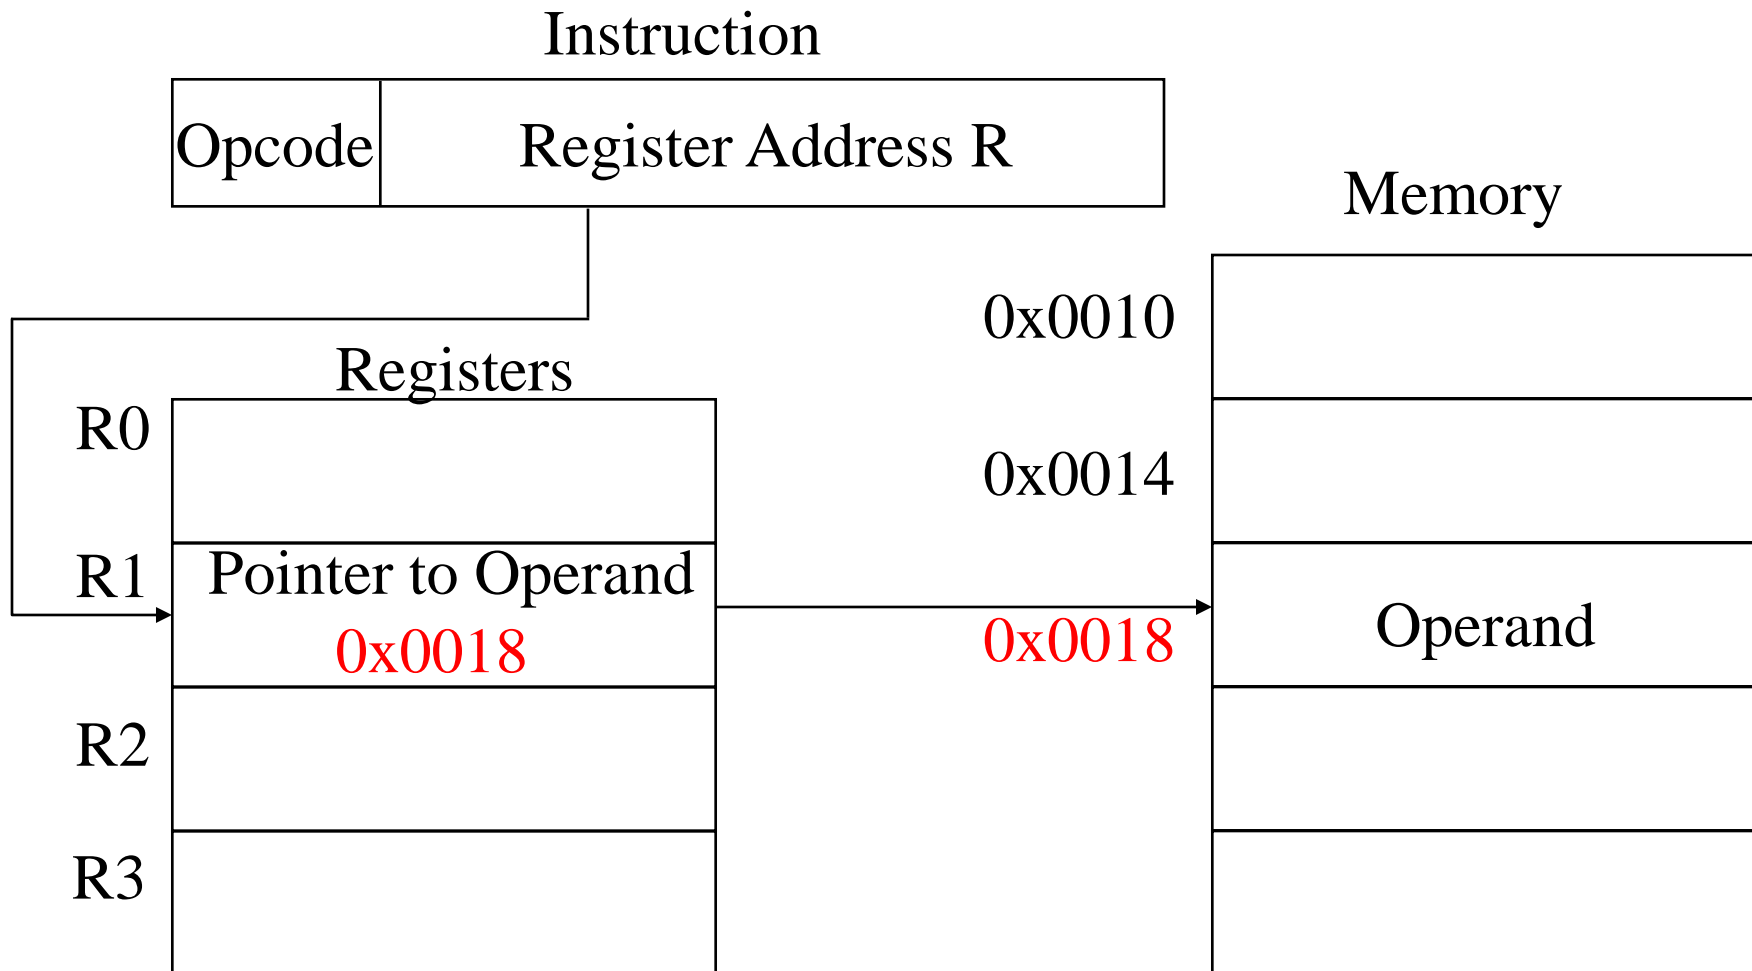 Instruction
Opcode
Register Address R
Memory
0x0010
Registers
R0
0x0014
R1
Pointer to Operand
0x0018
0x0018
Operand
R2
R3